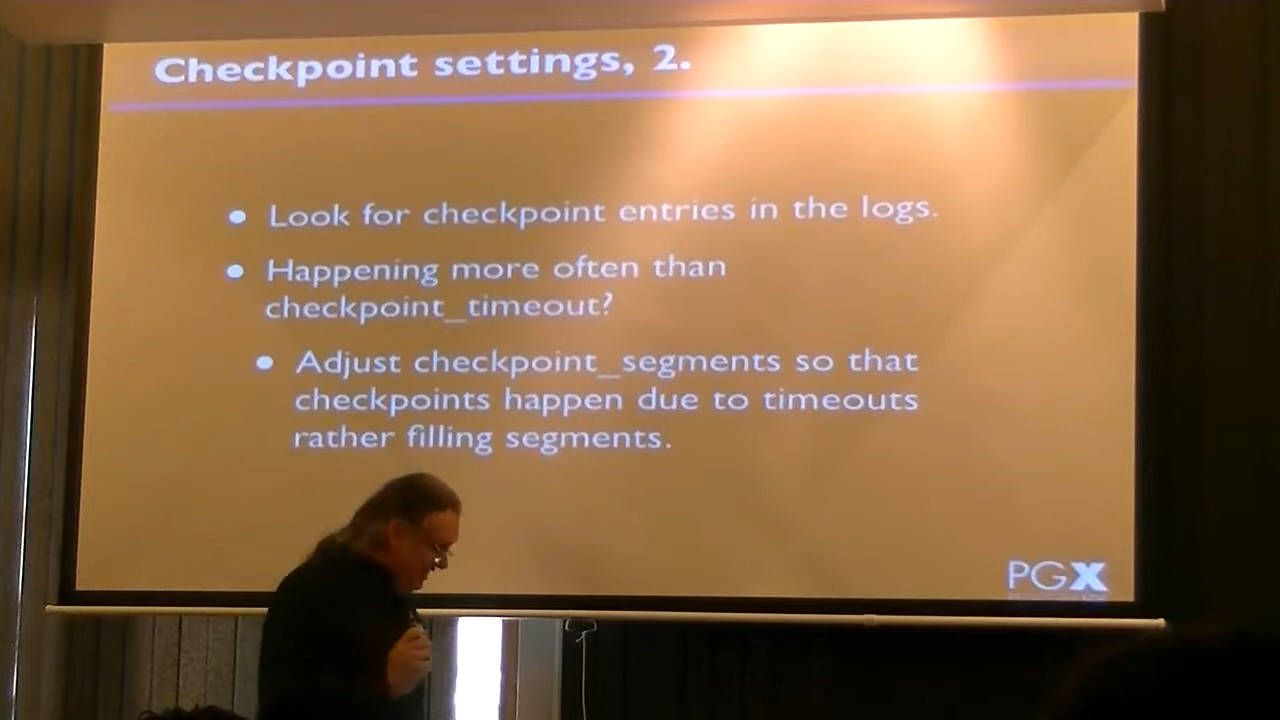 Checkpoint settings, 2.
• Look for checkpoint entries in the logs.
• Happening more often than
checkpoint_timeout?
• Adjust checkpoint_segments so that
checkpoints happen due to timeouts
rather filling segments.
PGX